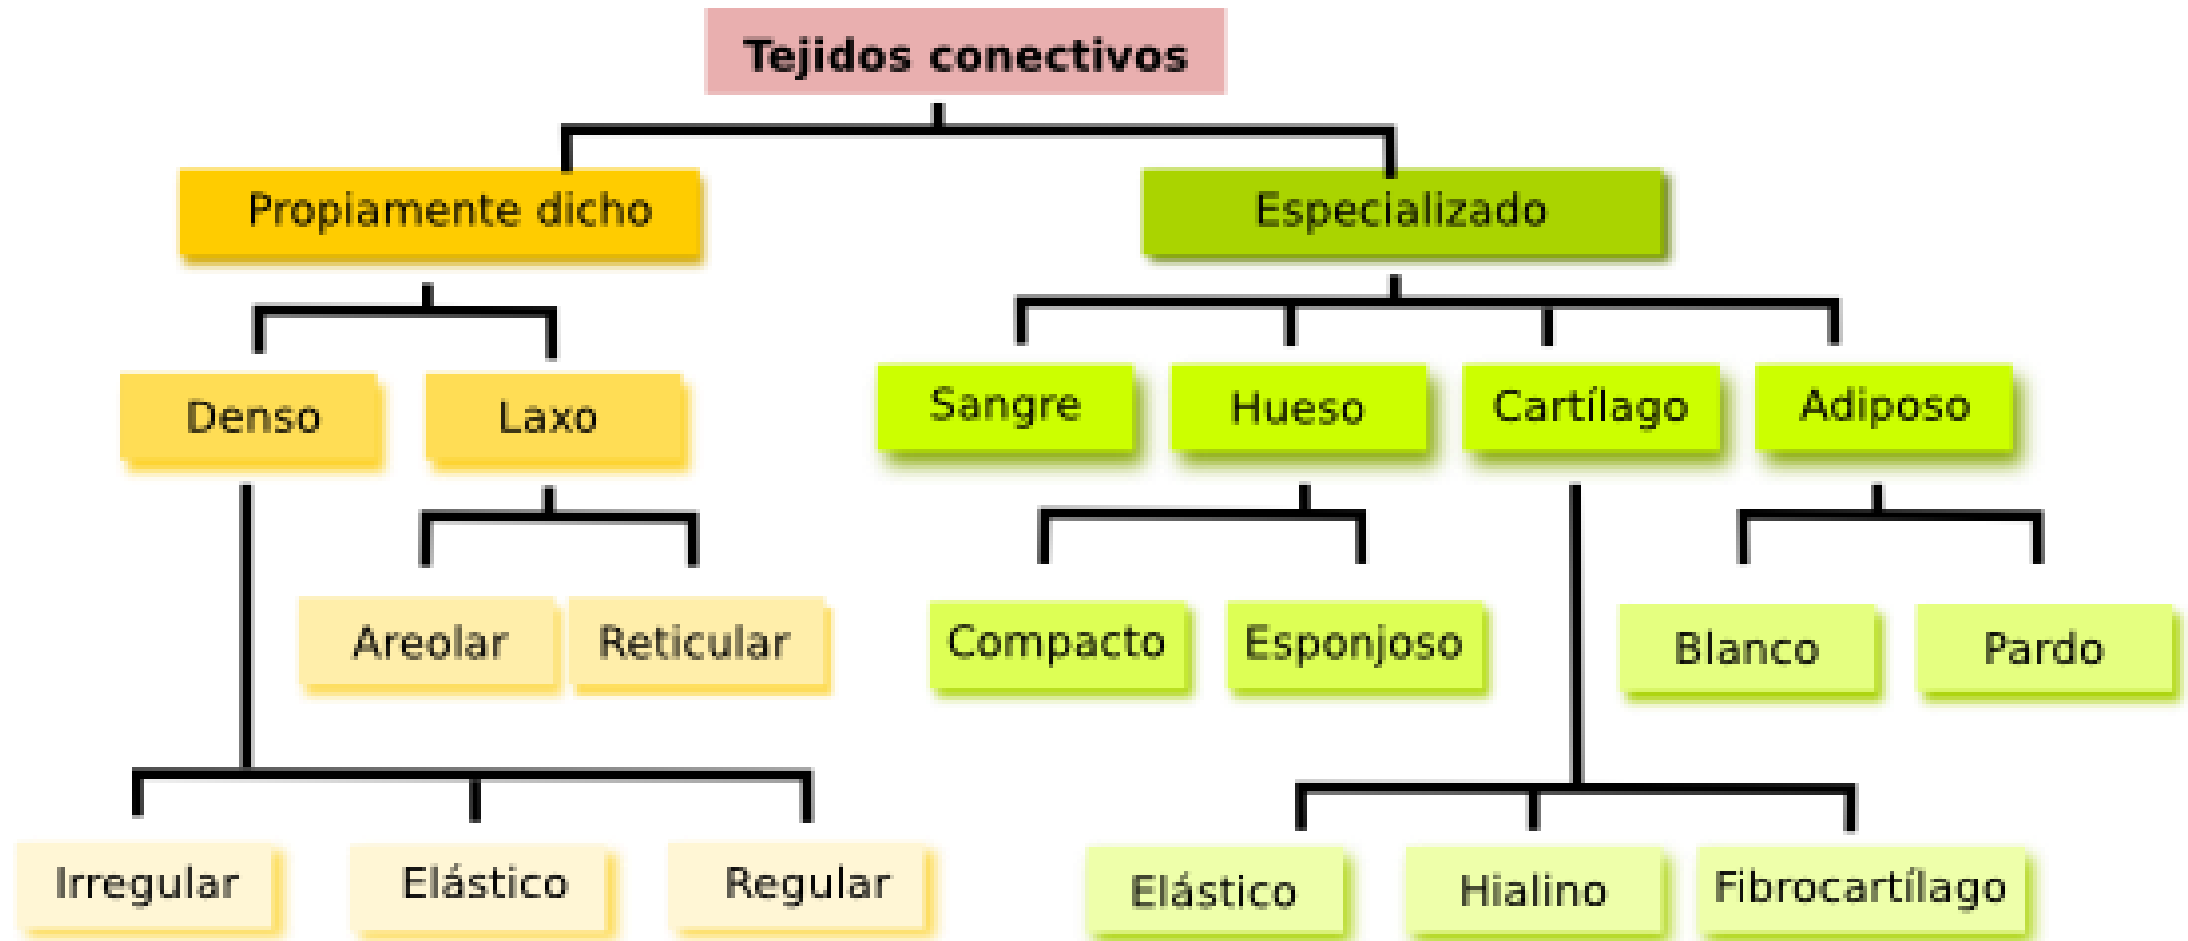 Tejidos conectivos
Propiamente dicho
Especializado
Denso
Laxo
Sangre
Hueso
Cartílago
Adiposo
Areolar
Reticular
Compacto
Esponjoso
Blanco
Pardo
Irregular
Elástico
Regular
Elástico
Hialino
Fibrocartílago